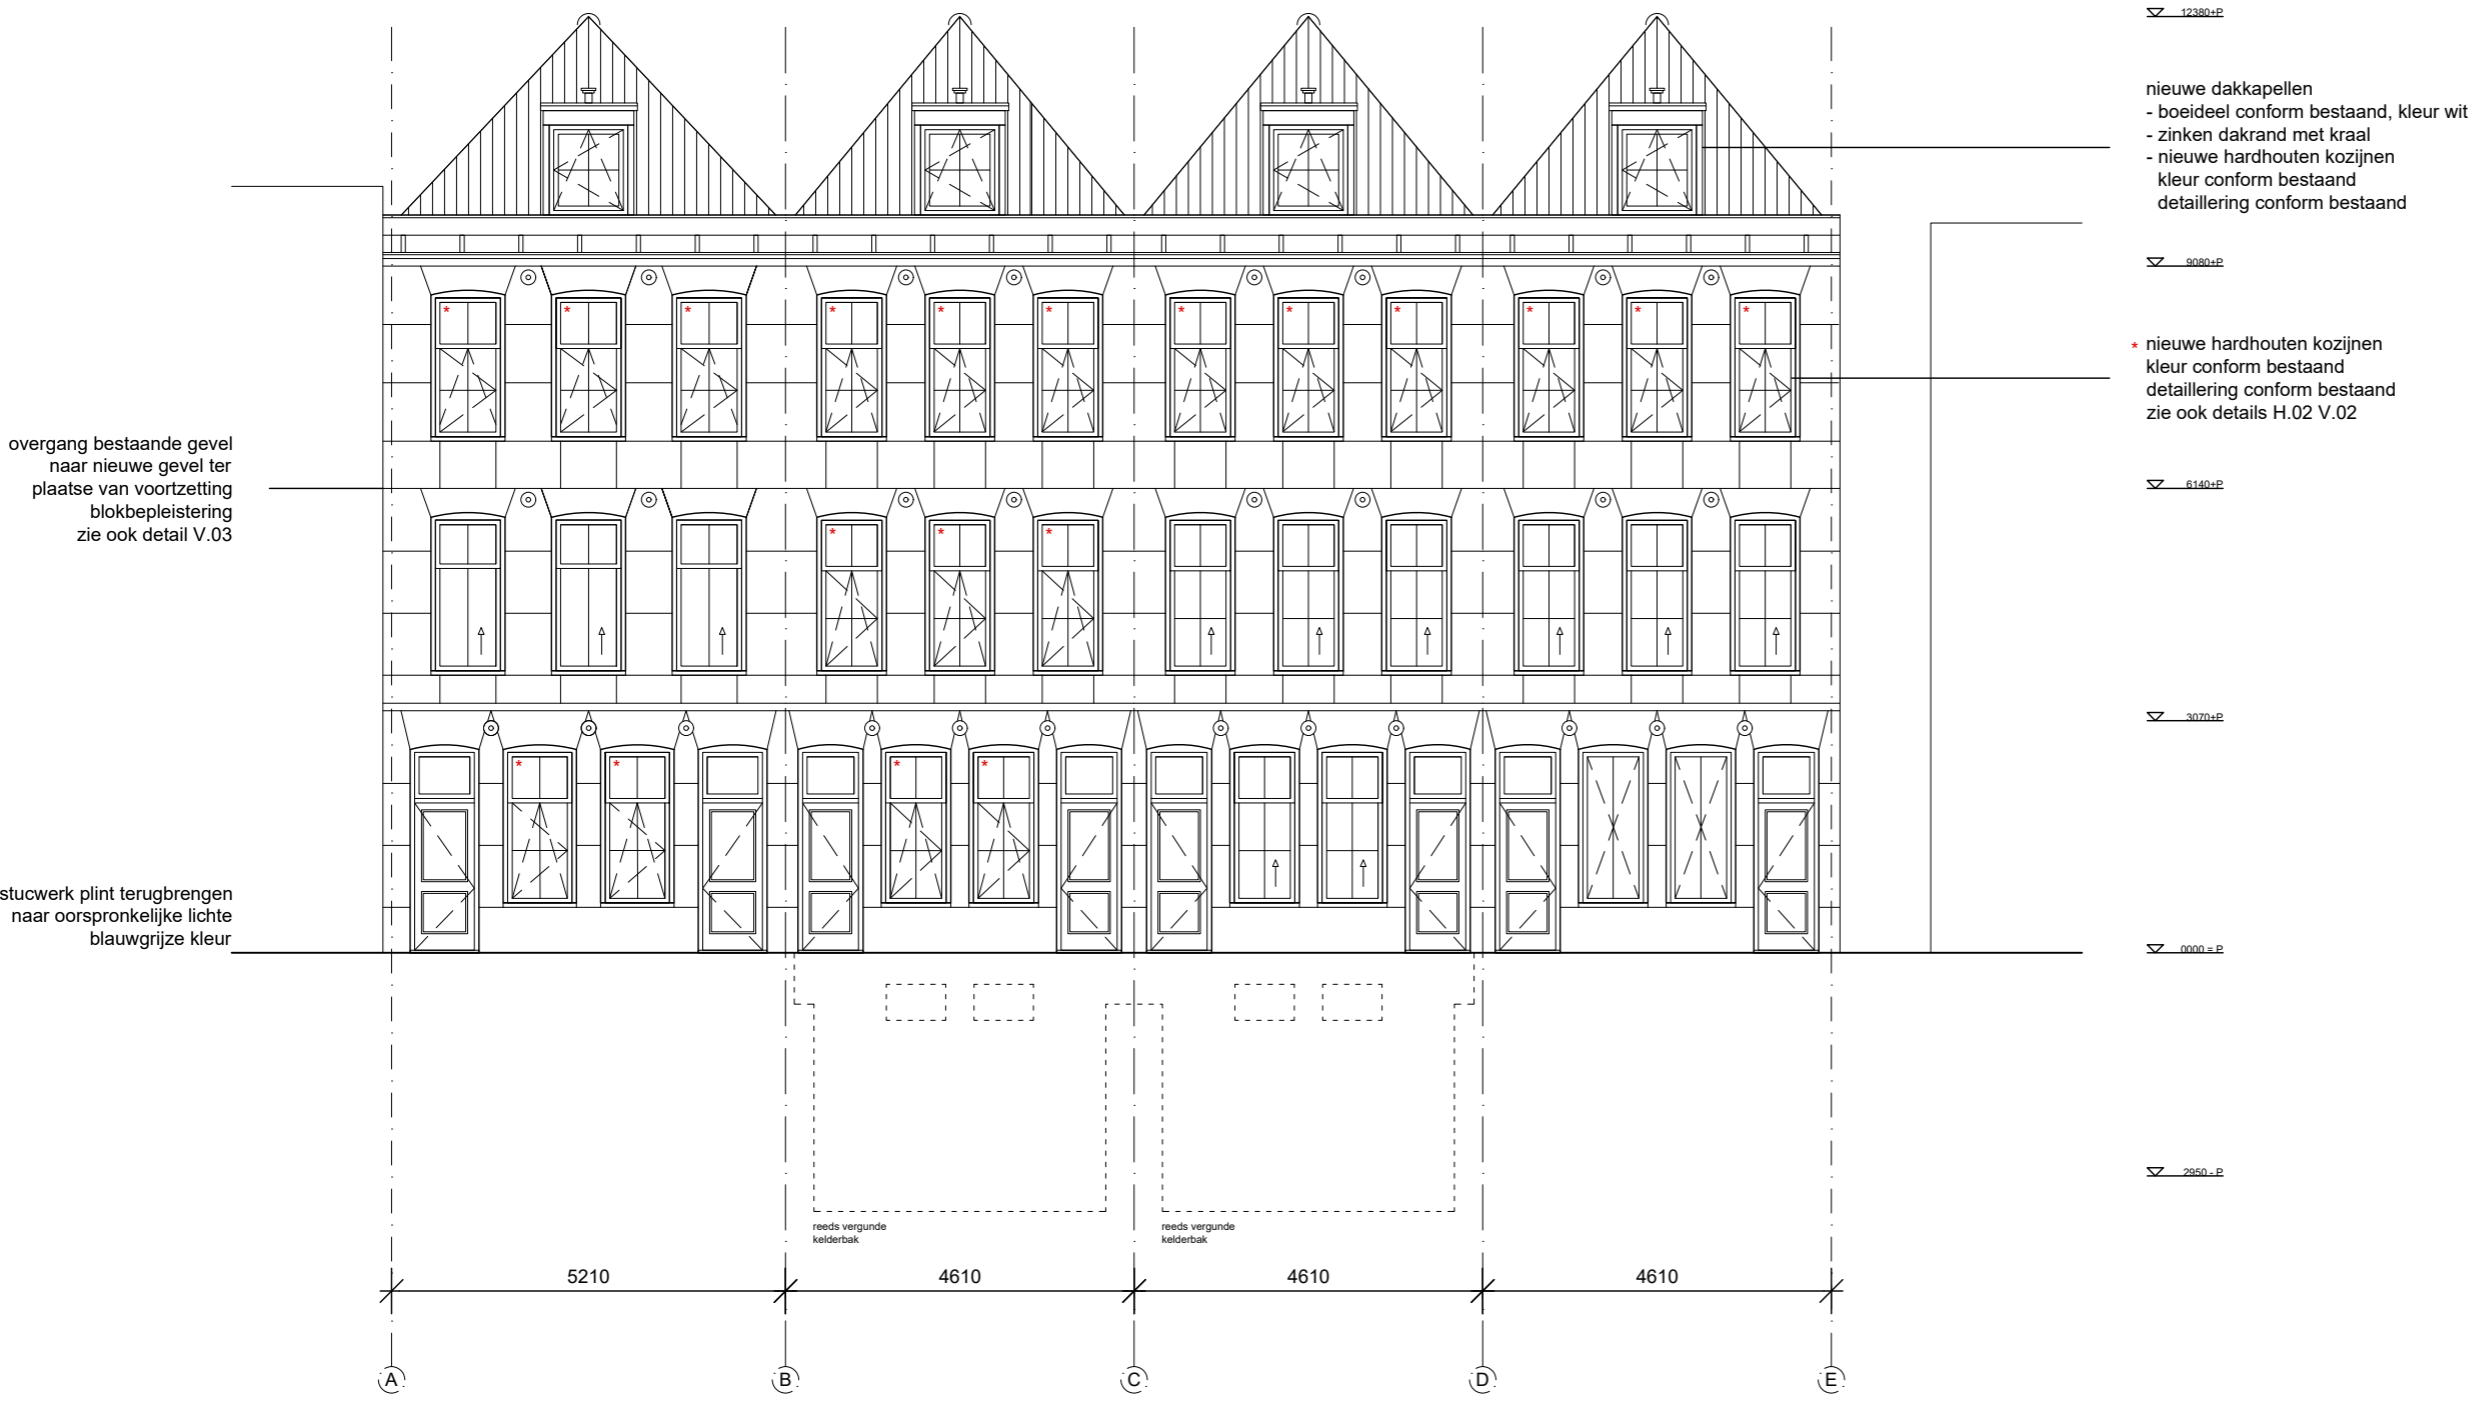 12380+P
nieuwe dakkapellen
- boeideel conform bestaand, kleur wit
- zinken dakrand met kraal
- nieuwe hardhouten kozijnen
kleur conform bestaand
detaillering conform bestaand
9080+P
* nieuwe hardhouten kozijnen
kleur conform bestaand
detaillering conform bestaand
zie ook details H.02 V.02
* * * * * * * * * * * *
overgang bestaande gevel
naar nieuwe gevel ter
plaatse van voortzetting
blokbepleistering
zie ook detail V.03
6140+P
* * *
3070+P
* * * *
stucwerk plint terugbrengen
naar oorspronkelijke lichte
blauwgrijze kleur
0000 = P
2950 - P
reeds vergunde
kelderbak
reeds vergunde
kelderbak
5210 4610 4610 4610
A B C D E